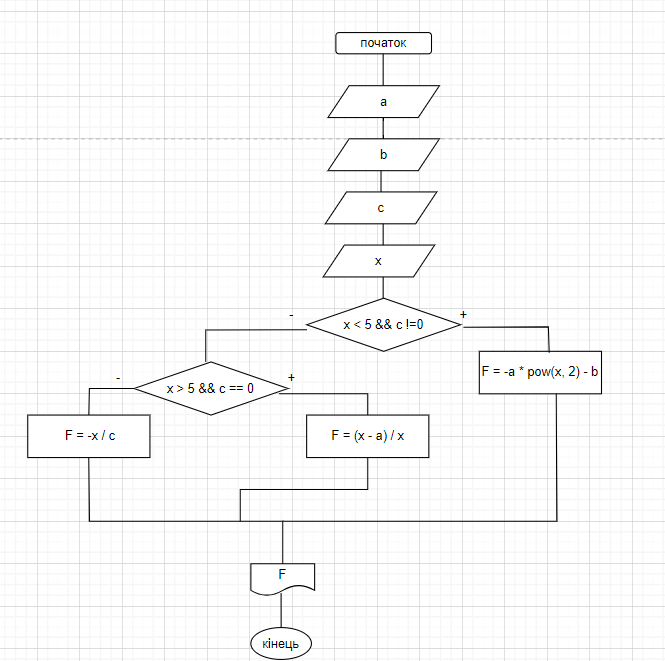 початок
a
b
c
x
x < 5 && c !=0
-
+
F = -a * pow(x, 2) - b
x > 5 && c == 0
-
+
F = -x / c
F = (x - a) / x
F
кінець